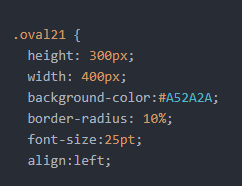 .oval21 {
height: 300px;
width: 400px;
background-color:#A52A2A;
border-radius: 10%;
font-size:25pt;
align:left;